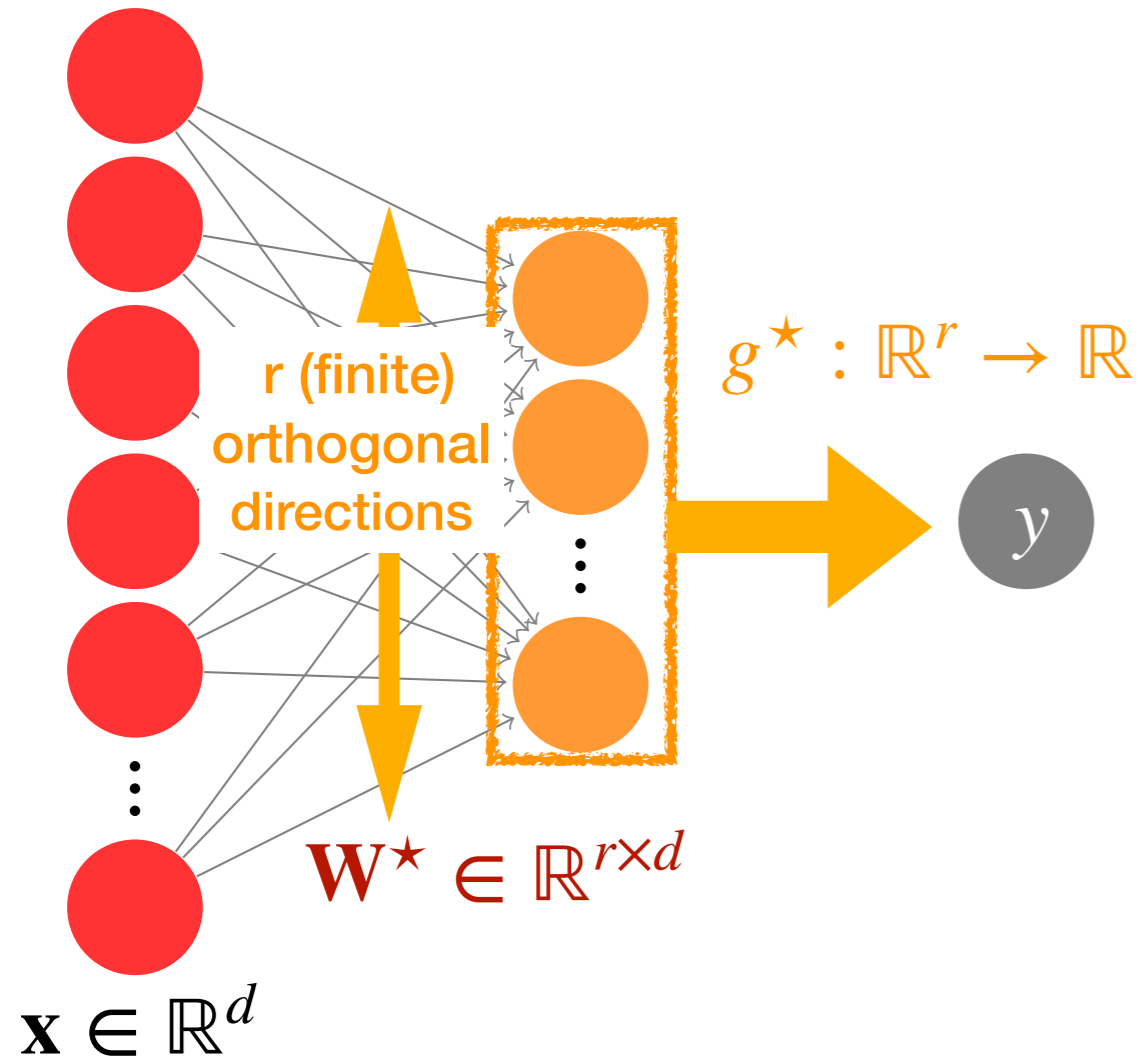 r (finite)
orthogonal
directions
g⋆ : ℝʳ → ℝ
y
⋮
⋮
W⋆ ∈ ℝʳˣᵈ
x ∈ ℝᵈ